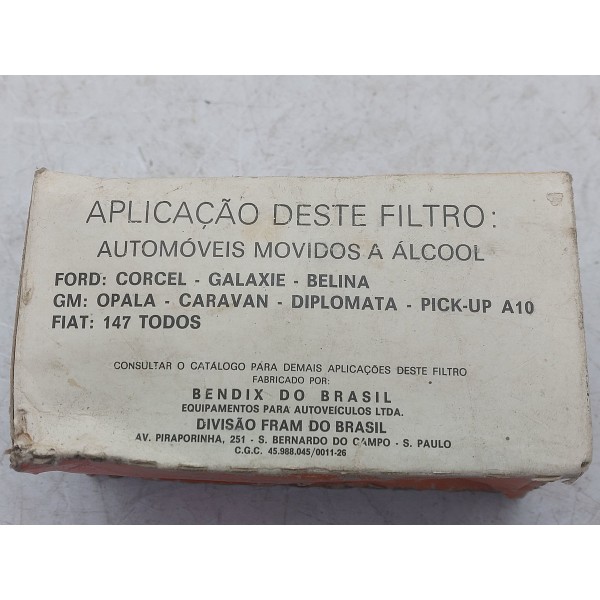 APLICAÇÃO DESTE FILTRO:
AUTOMÓVEIS MOVIDOS A ÁLCOOL
FORD: CORCEL - GALAXIE - BELINA
GM: OPALA - CARAVAN - DIPLOMATA - PICK-UP A10
FIAT: 147 TODOS
CONSULTAR O CATÁLOGO PARA DEMAIS APLICAÇÕES DESTE FILTRO
FABRICADO POR:
BENDIX DO BRASIL
EQUIPAMENTOS PARA AUTOVEÍCULOS LTDA.
DIVISÃO FRAM DO BRASIL
AV. PIRAPORINHA, 251 - S. BERNARDO DO CAMPO - S. PAULO
C.G.C. 45.988.045/0011-26